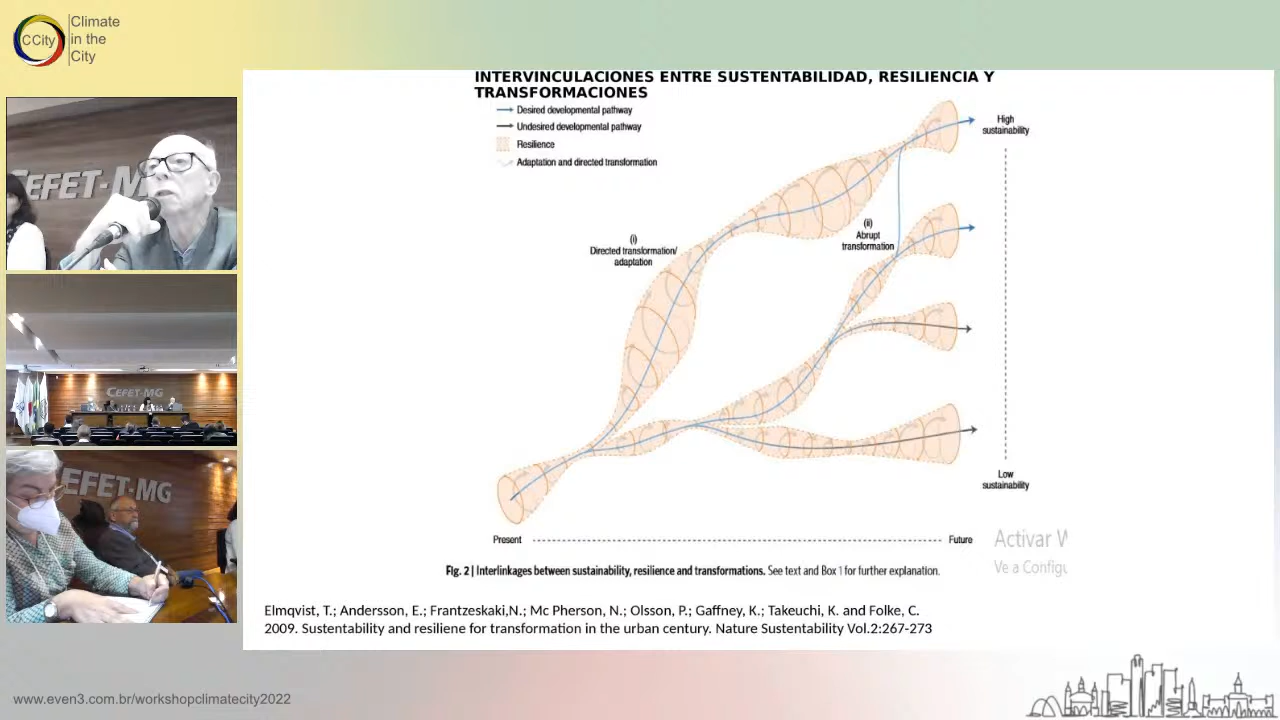 CCity
Climate
in the
City
CEFET-M
CEFET-MG
EFET-MG
INTERVINCULACIONES ENTRE SUSTENTABILIDAD, RESILIENCIA Y
TRANSFORMACIONES
Desired developmental pathway
Undesired developmental pathway
Resilience
Adaptation and directed transformation
High
sustainability
(i)
Directed transformation/
adaptation
(ii)
Abrupt
transformation
Low
sustainability
Present
Future
Activar W
Ve a Configu
Fig. 2 | Interlinkages between sustainability, resilience and transformations. See text and Box 1 for further explanation.
Elmqvist, T.; Andersson, E.; Frantzeskaki,N.; Mc Pherson, N.; Olsson, P.; Gaffney, K.; Takeuchi, K. and Folke, C.
2009. Sustentability and resiliene for transformation in the urban century. Nature Sustentability Vol.2:267-273
www.even3.com.br/workshopclimatecity2022